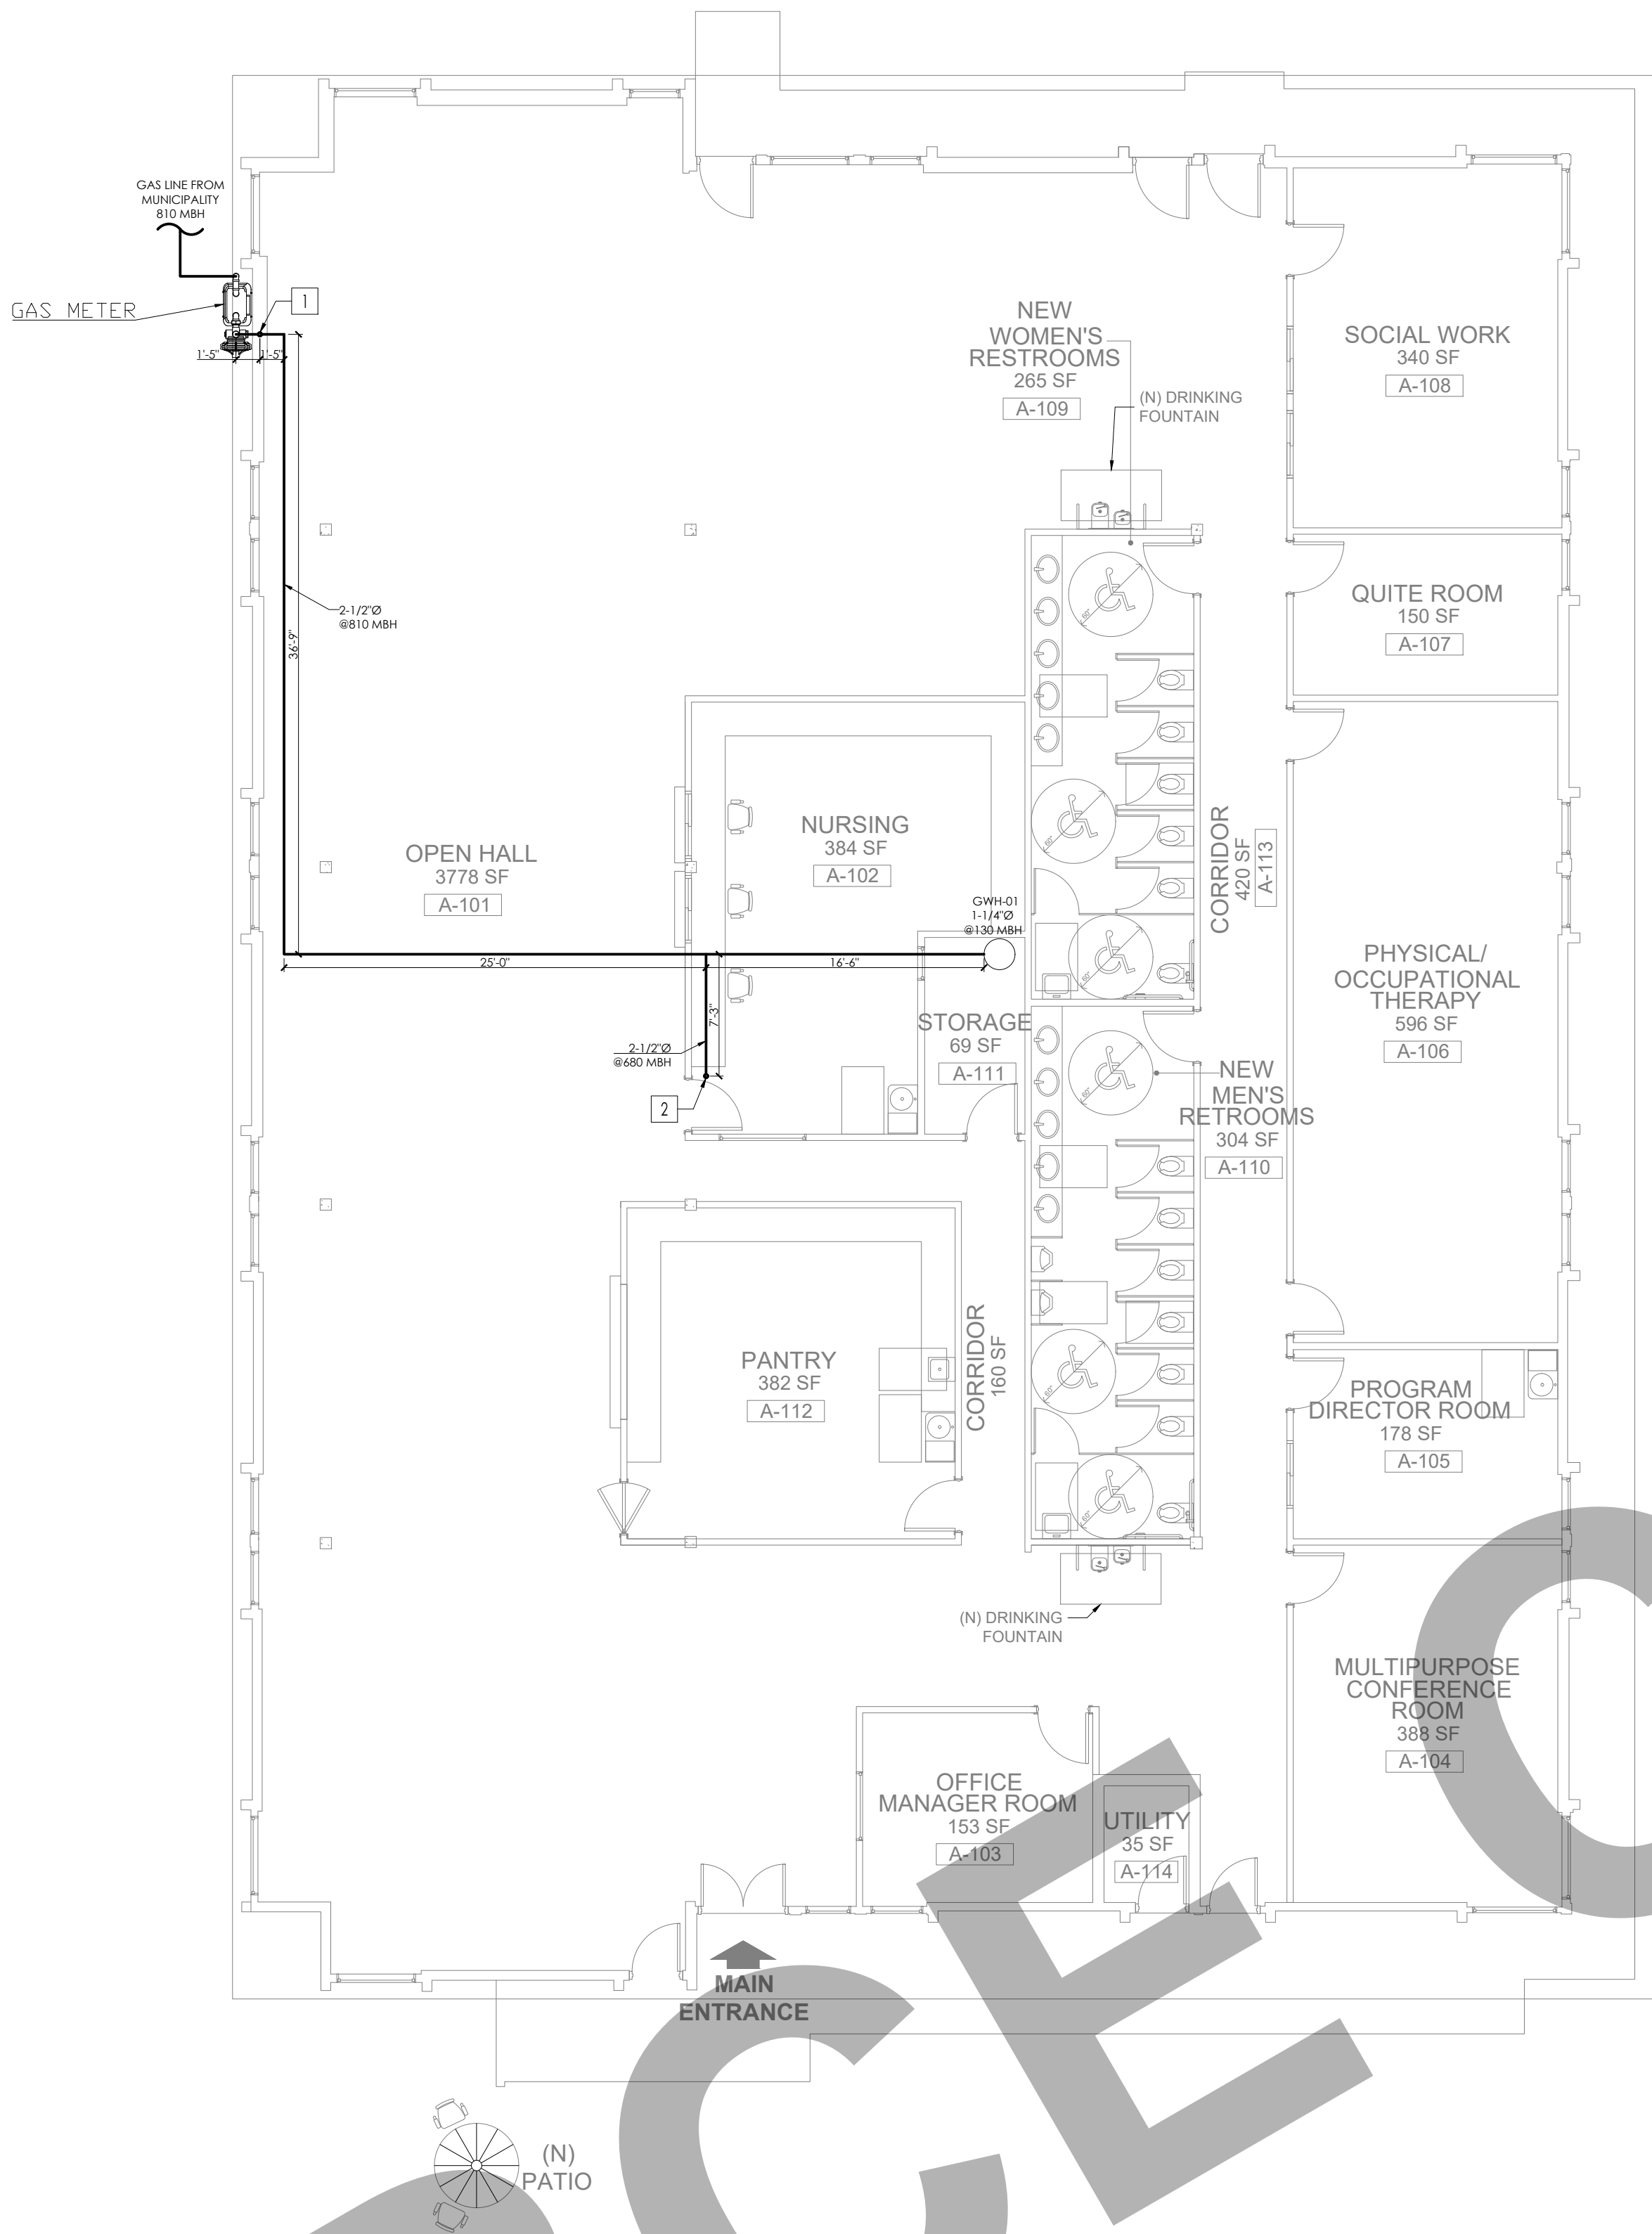 GAS LINE FROM
MUNICIPALITY
810 MBH
GAS METER
1
1'-5"
1'-5"
36'-9"
2-1/2"Ø
@810 MBH
NEW
WOMEN'S
RESTROOMS
265 SF
A-109
(N) DRINKING
FOUNTAIN
SOCIAL WORK
340 SF
A-108
QUITE ROOM
150 SF
A-107
60"
NURSING
384 SF
A-102
OPEN HALL
3778 SF
A-101
60"
CORRIDOR
420 SF
A-113
GWH-01
1-1/4"Ø
@130 MBH
25'-0"
16'-6"
7'-3"
60"
PHYSICAL/
OCCUPATIONAL
THERAPY
596 SF
A-106
STORAGE
69 SF
A-111
2-1/2"Ø
@680 MBH
2
60"
NEW
MEN'S
RETROOMS
304 SF
A-110
PANTRY
382 SF
A-112
CORRIDOR
160 SF
60"
PROGRAM
DIRECTOR ROOM
178 SF
A-105
60"
(N) DRINKING
FOUNTAIN
MULTIPURPOSE
CONFERENCE
ROOM
388 SF
A-104
OFFICE
MANAGER ROOM
153 SF
A-103
UTILITY
35 SF
A-114
MAIN
ENTRANCE
(N)
PATIO